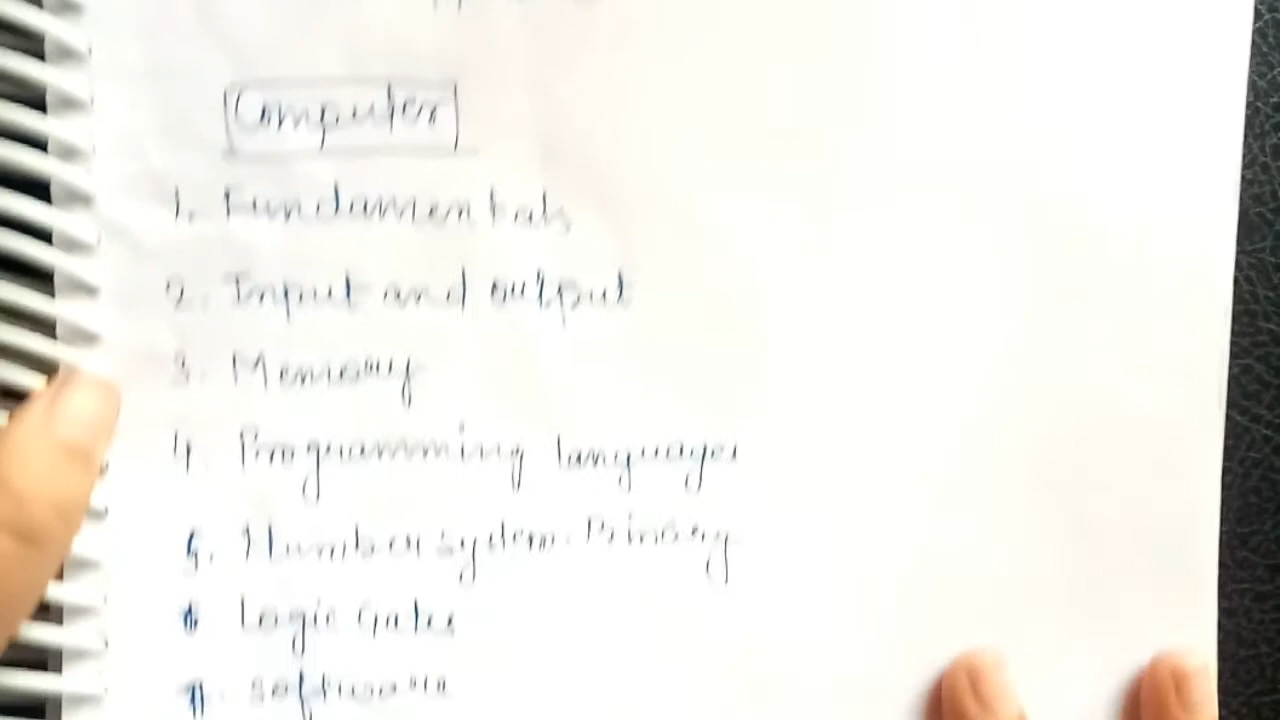 Computer
1. Fundamentals
2. Input and output
3. Memory
4. Programming languages
5. Number system - Binary
6. Logic Gates
7. Software